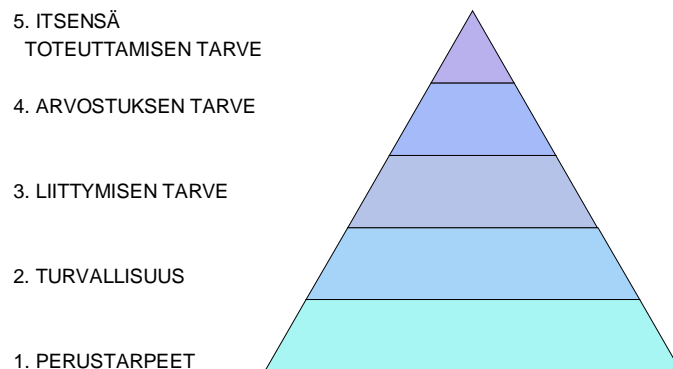 5. ITSENSÄ
TOTEUTTAMISEN TARVE
4. ARVOSTUKSEN TARVE
3. LIITTYMISEN TARVE
2. TURVALLISUUS
1. PERUSTARPEET